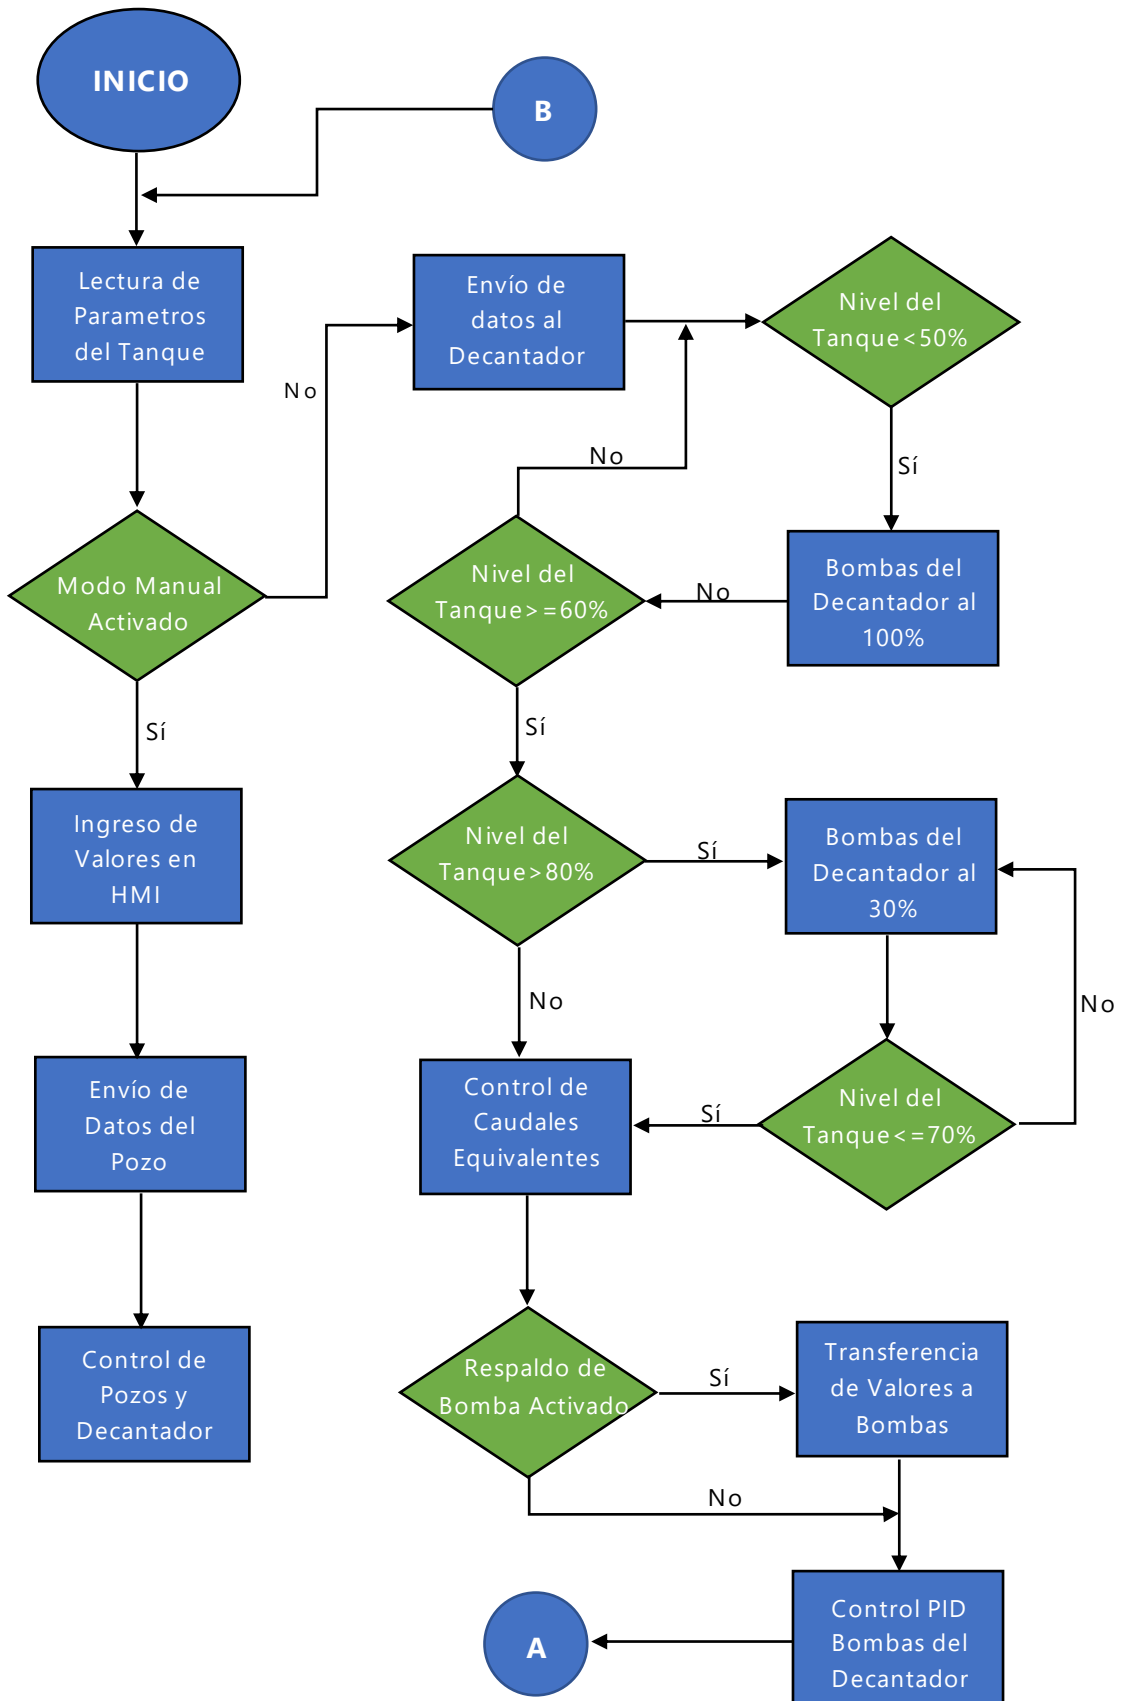 INICIO
B
Lectura de
Parametros
del Tanque
Envío de
datos al
Decantador
Nivel del
Tanque<50%
No
No
Sí
Modo Manual
Activado
Nivel del
Tanque>=60%
No
Bombas del
Decantador al
100%
Sí
Sí
Ingreso de
Valores en
HMI
Nivel del
Tanque>80%
Sí
Bombas del
Decantador al
30%
No
No
Envío de
Datos del
Pozo
Control de
Caudales
Equivalentes
Sí
Nivel del
Tanque<=70%
Control de
Pozos y
Decantador
Respaldo de
Bomba Activado
Sí
Transferencia
de Valores a
Bombas
No
A
Control PID
Bombas del
Decantador